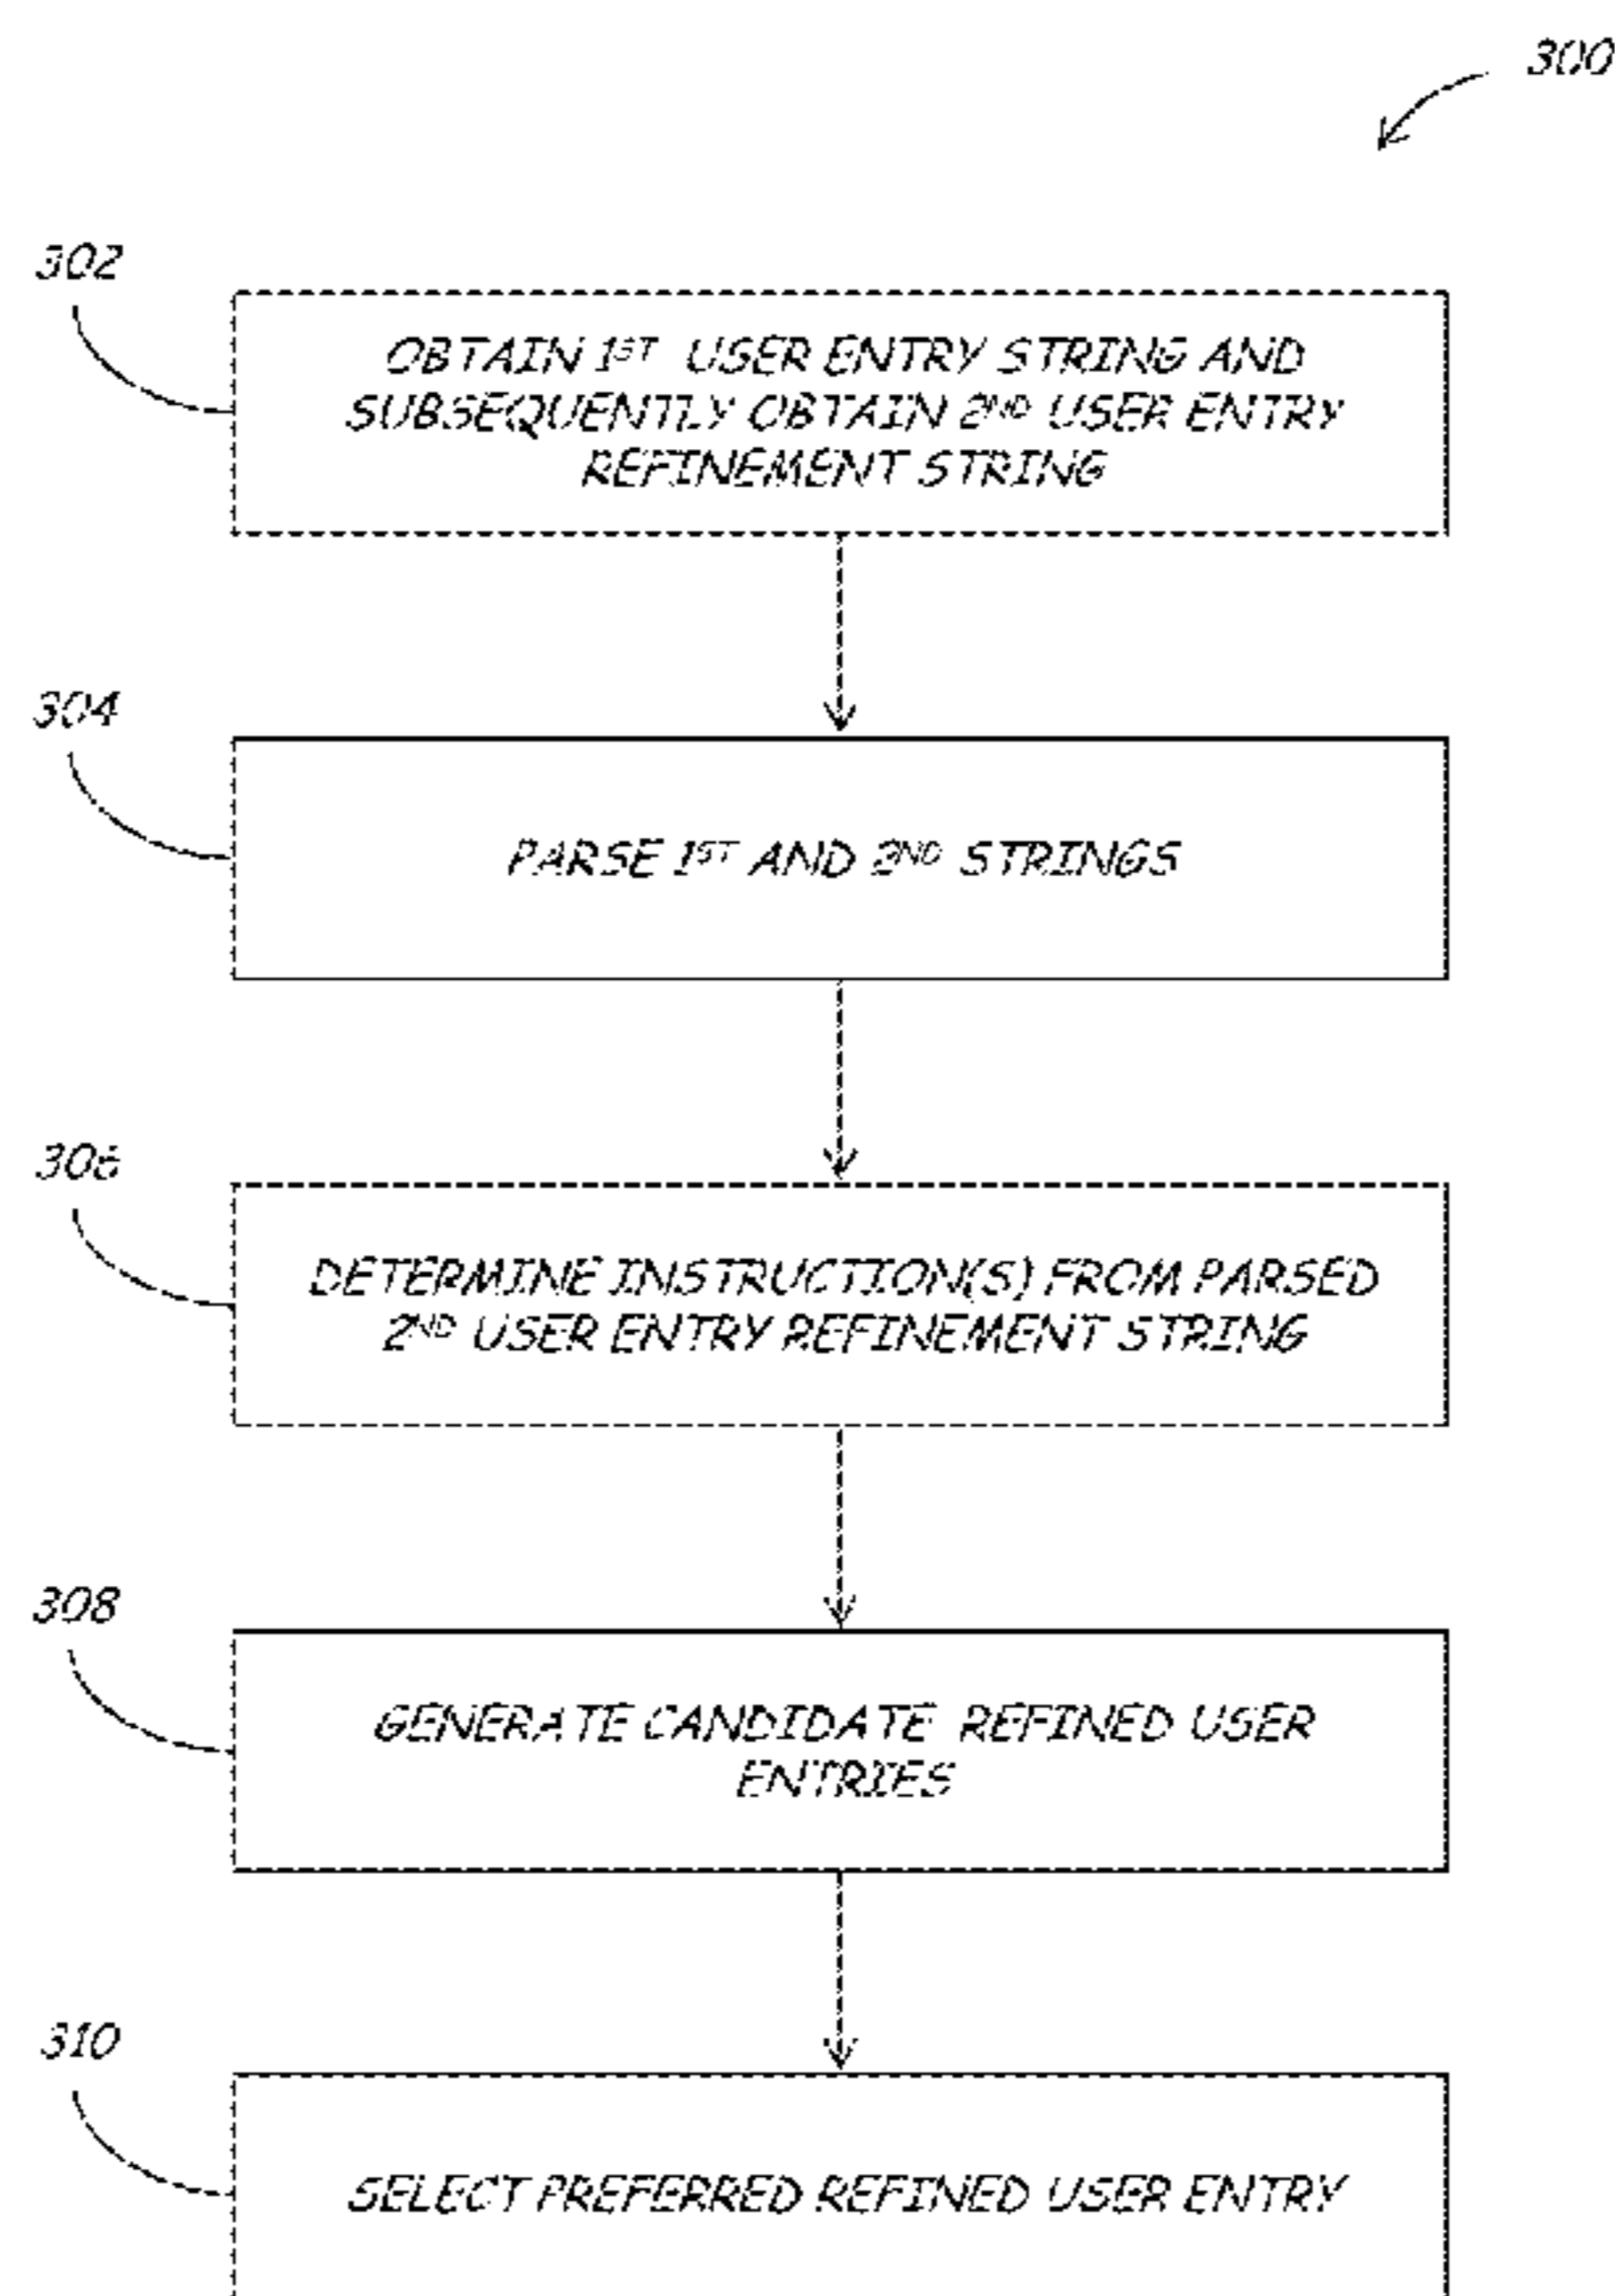 300
302
OBTAIN 1ST USER ENTRY STRING AND
SUBSEQUENTLY OBTAIN 2ND USER ENTRY
REFINEMENT STRING
304
PARSE 1ST AND 2ND STRINGS
306
DETERMINE INSTRUCTION(S) FROM PARSED
2ND USER ENTRY REFINEMENT STRING
308
GENERATE CANDIDATE REFINED USER
ENTRIES
310
SELECT PREFERRED REFINED USER ENTRY